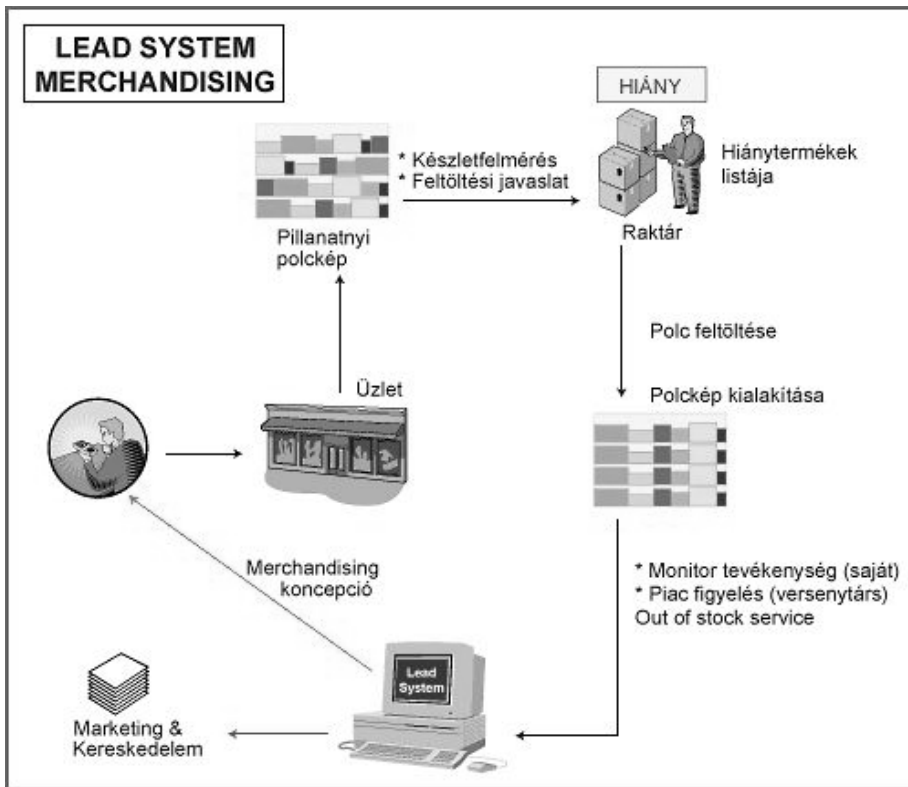 LEAD SYSTEM
MERCHANDISING
HIÁNY
* Készletfelmérés
* Feltöltési javaslat
Hiánytermékek
listája
Pillanatnyi
polckép
Raktár
Polc feltöltése
Üzlet
Polckép kialakítása
Merchandising
koncepció
* Monitor tevékenység (saját)
* Piac figyelés (versenytárs)
Out of stock service
Lead
System
Marketing &
Kereskedelem